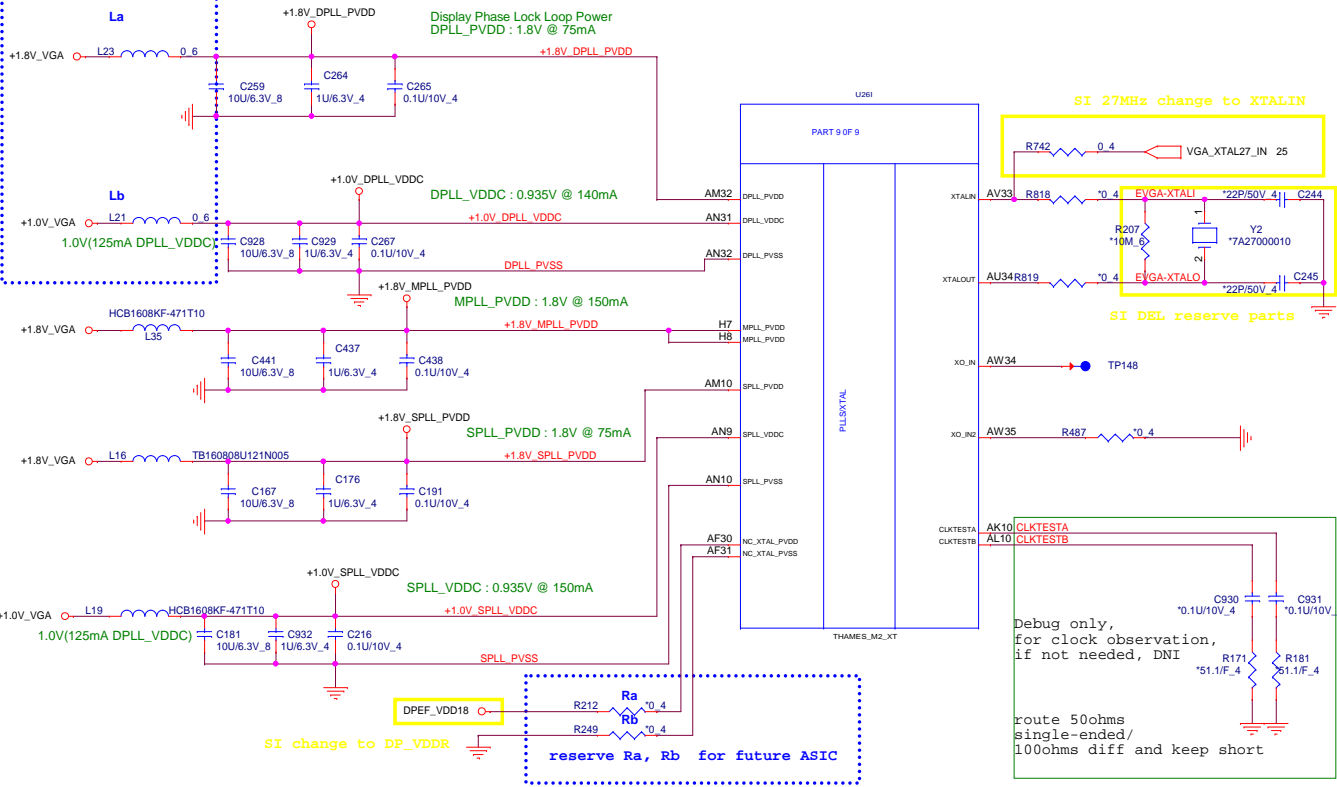 La
+1.8V_DPLL_PVDD
Display Phase Lock Loop Power
DPLL_PVDD : 1.8V @ 75mA
+1.8V_VGA
L23
0_6
+1.8V_DPLL_PVDD
C259
10U/6.3V_8
C264
1U/6.3V_4
C265
0.1U/10V_4
Lb
+1.0V_DPLL_VDDC
DPLL_VDDC : 0.935V @ 140mA
+1.0V_VGA
L21
0_6
+1.0V_DPLL_VDDC
1.0V(125mA DPLL_VDDC)
C928
10U/6.3V_8
C929
1U/6.3V_4
C267
0.1U/10V_4
DPLL_PVSS
+1.8V_MPLL_PVDD
MPLL_PVDD : 1.8V @ 150mA
HCB1608KF-471T10
+1.8V_VGA
L35
+1.8V_MPLL_PVDD
C441
10U/6.3V_8
C437
1U/6.3V_4
C438
0.1U/10V_4
+1.8V_SPLL_PVDD
SPLL_PVDD : 1.8V @ 75mA
+1.8V_VGA
L16
TB160808U121N005
+1.8V_SPLL_PVDD
C167
10U/6.3V_8
C176
1U/6.3V_4
C191
0.1U/10V_4
+1.0V_SPLL_VDDC
SPLL_VDDC : 0.935V @ 150mA
+1.0V_VGA
L19
HCB1608KF-471T10
+1.0V_SPLL_VDDC
1.0V(125mA DPLL_VDDC)
C181
10U/6.3V_8
C932
1U/6.3V_4
C216
0.1U/10V_4
SPLL_PVSS
DPEF_VDD18
SI change to DP_VDDR
Ra
R212
*0_4
Rb
R249
*0_4
reserve Ra, Rb for future ASIC
U26I
PART 9 0F 9
PLLS/XTAL
THAMES_M2_XT
AM32
DPLL_PVDD
AN31
DPLL_VDDC
AN32
DPLL_PVSS
H7
MPLL_PVDD
H8
MPLL_PVDD
AM10
SPLL_PVDD
AN9
SPLL_VDDC
AN10
SPLL_PVSS
AF30
NC_XTAL_PVDD
AF31
NC_XTAL_PVSS
XTALIN
AV33
XTALOUT
AU34
XO_IN
AW34
XO_IN2
AW35
CLKTESTA
AK10
CLKTESTA
CLKTESTB
AL10
CLKTESTB
SI 27MHz change to XTALIN
R742
0_4
VGA_XTAL27_IN 25
R818
*0_4
EVGA-XTALI
*22P/50V_4
C244
R207
*10M_6
1
Y2
*7A27000010
2
R819
*0_4
EVGA-XTALO
*22P/50V_4
C245
SI DEL reserve parts
TP148
R487
*0_4
C930
*0.1U/10V_4
C931
*0.1U/10V_
Debug only,
for clock observation,
if not needed, DNI
R171
*51.1/F_4
R181
*51.1/F_4
route 50ohms
single-ended/
100ohms diff and keep short